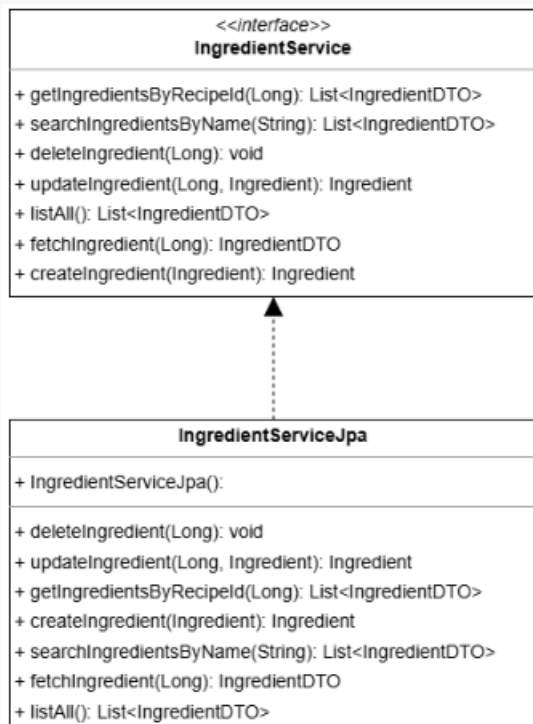 <<interface>>
IngredientService
+ getIngredientsByRecipeId(Long): List<IngredientDTO>
+ searchIngredientsByName(String): List<IngredientDTO>
+ deleteIngredient(Long): void
+ updateIngredient(Long, Ingredient): Ingredient
+ listAll(): List<IngredientDTO>
+ fetchIngredient(Long): IngredientDTO
+ createIngredient(Ingredient): Ingredient
IngredientServiceJpa
+ IngredientServiceJpa():
+ deleteIngredient(Long): void
+ updateIngredient(Long, Ingredient): Ingredient
+ getIngredientsByRecipeId(Long): List<IngredientDTO>
+ createIngredient(Ingredient): Ingredient
+ searchIngredientsByName(String): List<IngredientDTO>
+ fetchIngredient(Long): IngredientDTO
+ listAll(): List<IngredientDTO>